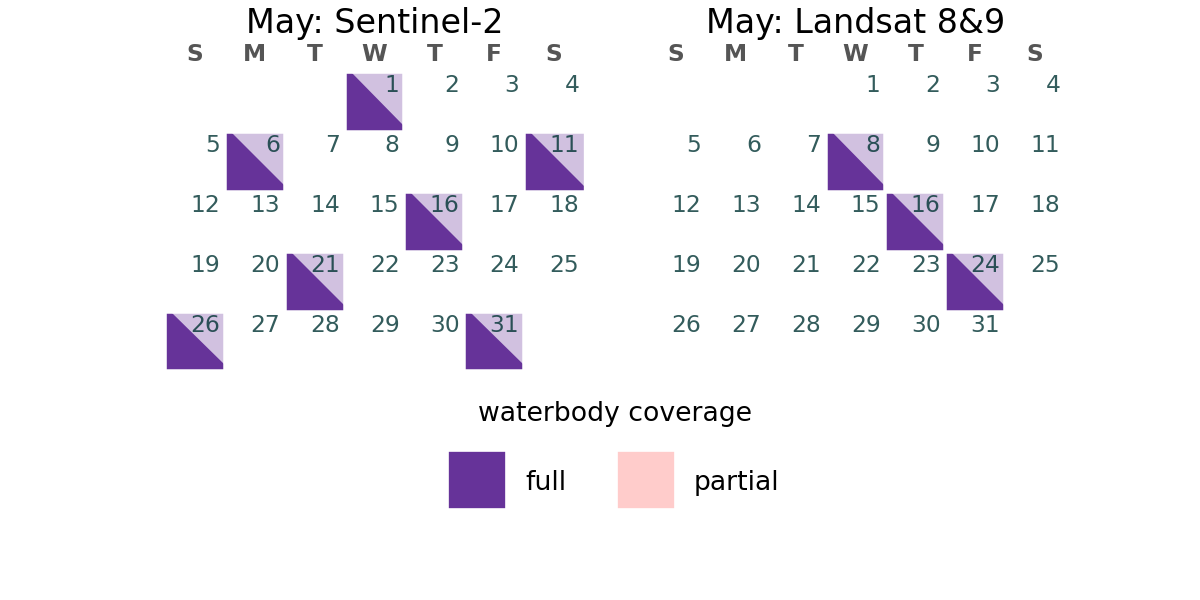 May: Sentinel-2
S M T W T F S
1 2 3 4
5 6 7 8 9 10 11
12 13 14 15 16 17 18
19 20 21 22 23 24 25
26 27 28 29 30 31
May: Landsat 8&9
S M T W T F S
1 2 3 4
5 6 7 8 9 10 11
12 13 14 15 16 17 18
19 20 21 22 23 24 25
26 27 28 29 30 31
waterbody coverage
full partial